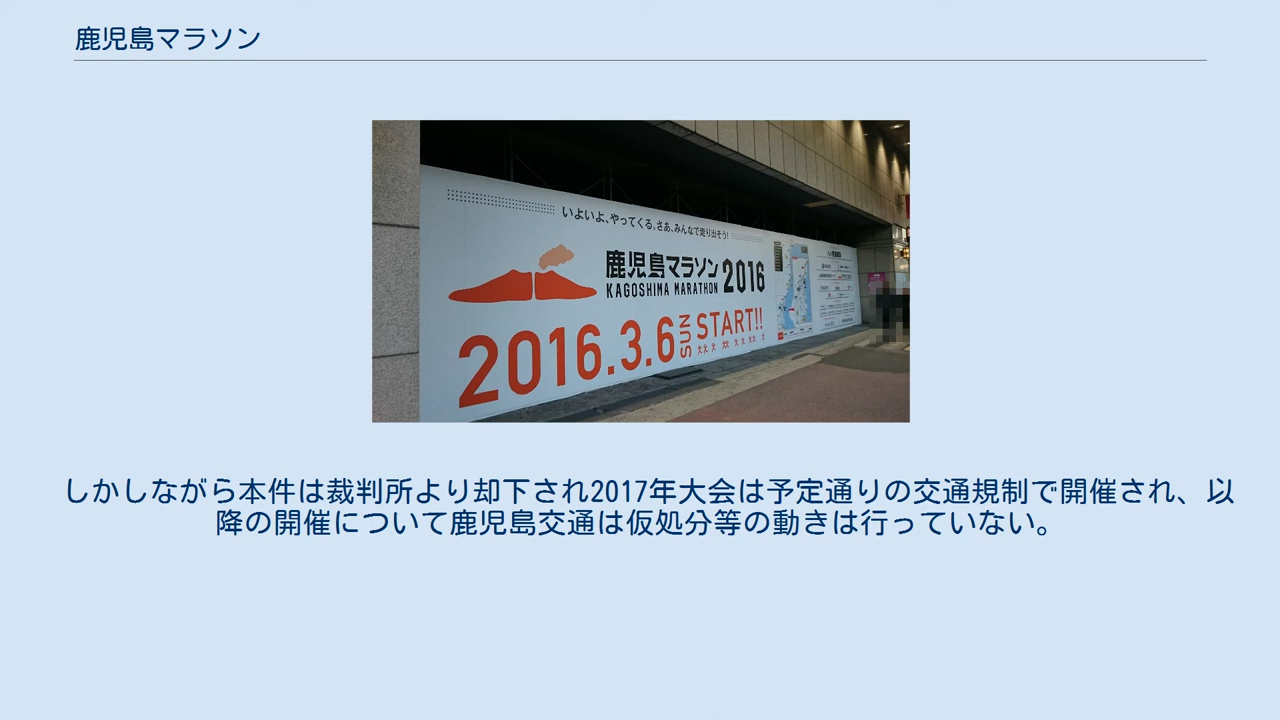 鹿児島マラソン
いよいよ、やってくる。さあ、みんなで走り出そう!
鹿児島マラソン 2016
KAGOSHIMA MARATHON
2016.3.6 SUN START!!
しかしながら本件は裁判所より却下され2017年大会は予定通りの交通規制で開催され、以
降の開催について鹿児島交通は仮処分等の動きは行っていない。